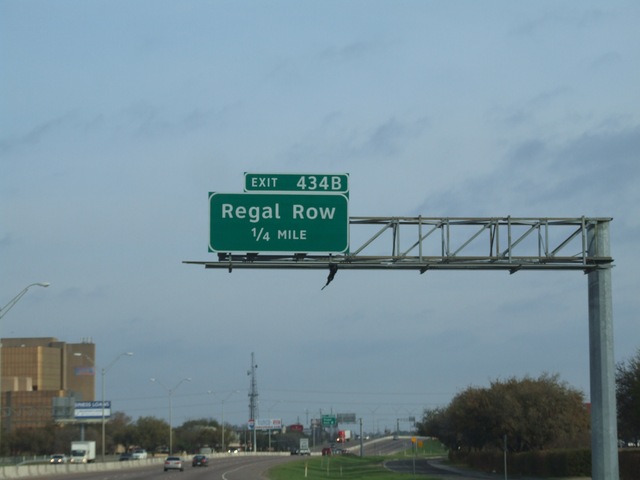 EXIT 434B
Regal Row
1/4 MILE